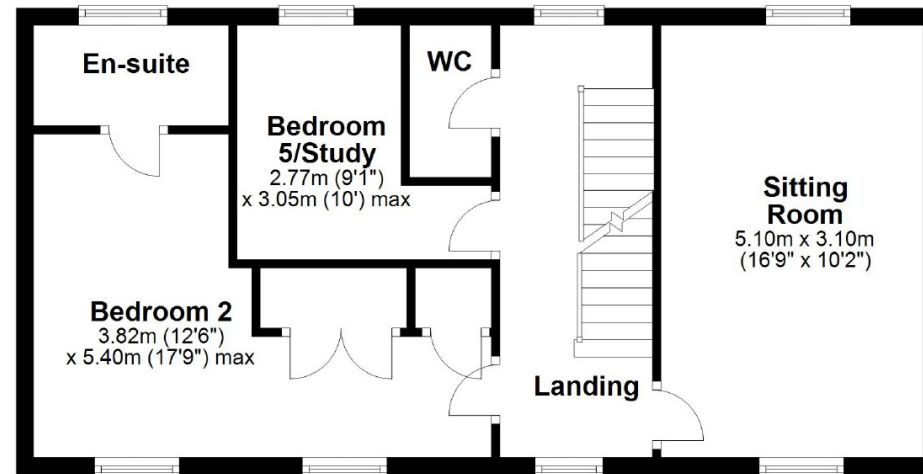 En-suite
WC
Bedroom
5/Study
2.77m (9'1")
x 3.05m (10') max
Sitting
Room
5.10m x 3.10m
(16'9" x 10'2")
Bedroom 2
3.82m (12'6")
x 5.40m (17'9") max
Landing